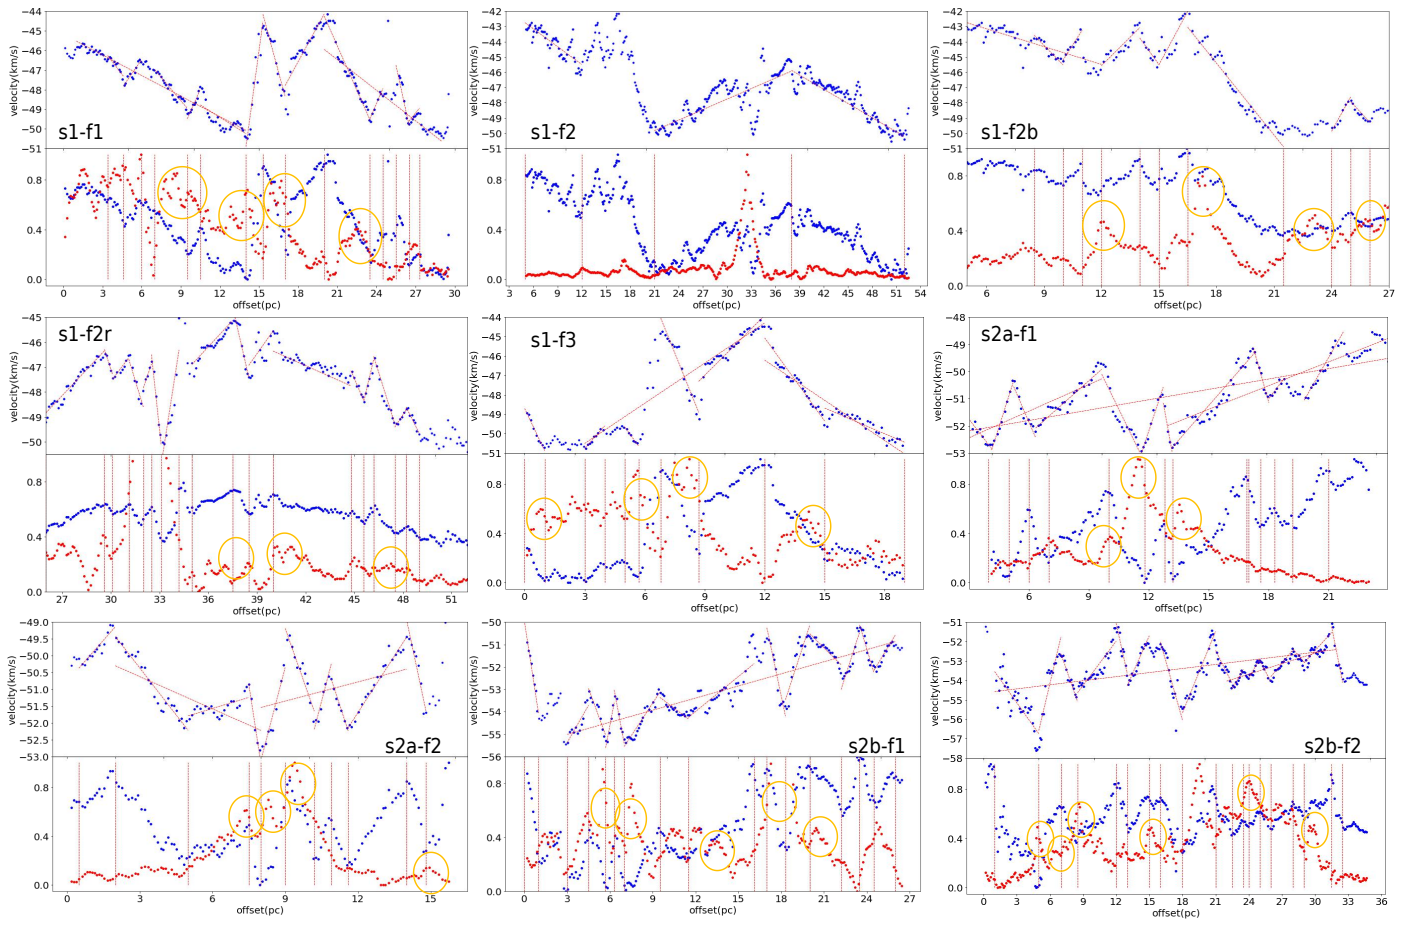 −44
−45
−46
−47
−48
−49
−50
−51
velocity(km/s)
s1-f1
0.8
0.4
0.0
0 3 6 9 12 15 18 21 24 27 30
offset(pc)
−42
−43
−44
−45
−46
−47
−48
−49
−50
−51
velocity(km/s)
s1-f2
0.8
0.4
0.0
3 6 9 12 15 18 21 24 27 30 33 36 39 42 45 48 51 54
offset(pc)
−42
−43
−44
−45
−46
−47
−48
−49
−50
−51
velocity(km/s)
s1-f2b
0.8
0.4
0.0
6 9 12 15 18 21 24 27
offset(pc)
−45
−46
−47
−48
−49
−50
velocity(km/s)
s1-f2r
0.8
0.4
0.0
27 30 33 36 39 42 45 48 51
offset(pc)
−44
−45
−46
−47
−48
−49
−50
−51
velocity(km/s)
s1-f3
0.8
0.4
0.0
0 3 6 9 12 15 18
offset(pc)
−48
−49
−50
−51
−52
−53
velocity(km/s)
s2a-f1
0.8
0.4
0.0
6 9 12 15 18 21
offset(pc)
−49.0
−49.5
−50.0
−50.5
−51.0
−51.5
−52.0
−52.5
−53.0
velocity(km/s)
s2a-f2
0.8
0.4
0.0
0 3 6 9 12 15
offset(pc)
−50
−51
−52
−53
−54
−55
−56
velocity(km/s)
s2b-f1
0.8
0.4
0.0
0 3 6 9 12 15 18 21 24 27
offset(pc)
−51
−52
−53
−54
−55
−56
−57
−58
velocity(km/s)
s2b-f2
0.8
0.4
0.0
0 3 6 9 12 15 18 21 24 27 30 33 36
offset(pc)